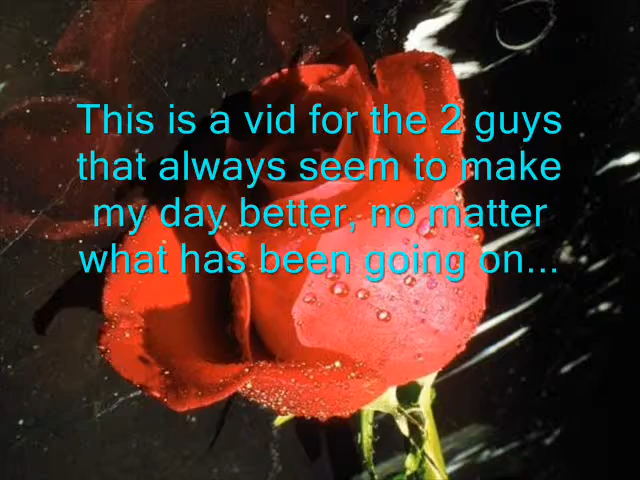 This is a vid for the 2 guys
that always seem to make
my day better, no matter
what has been going on...